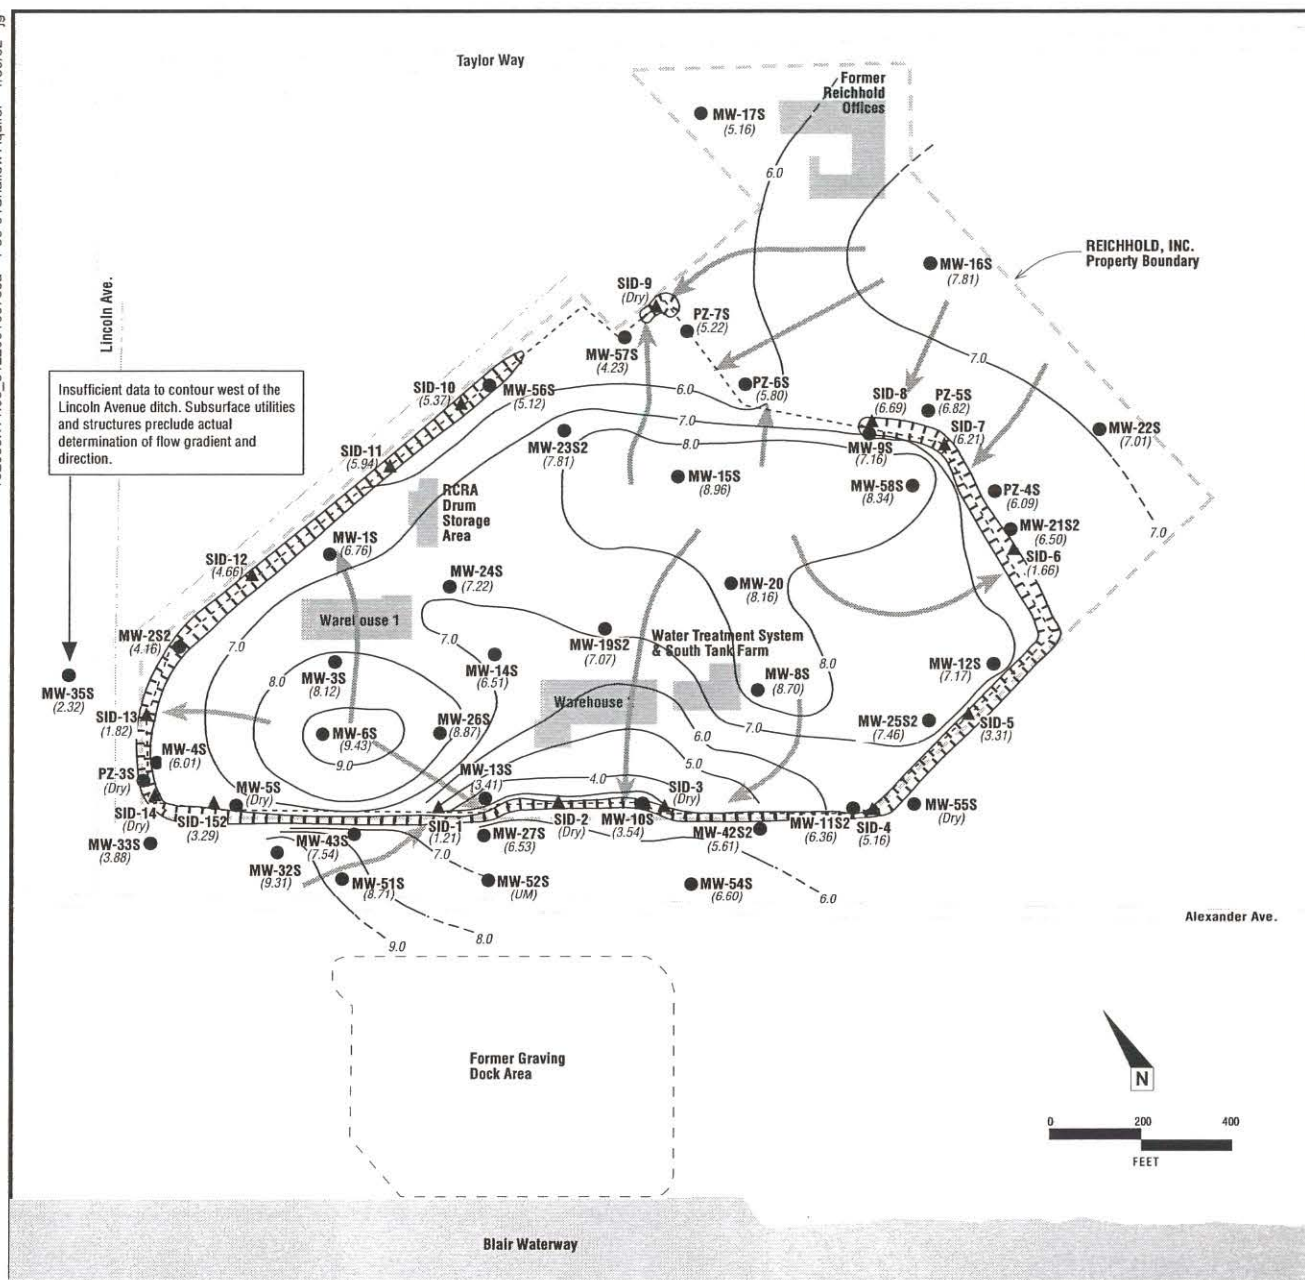 Taylor Way
Former
Reichhold
Offices
MW-17S
(5.16)
6.0
REICHHOLD, INC.
Property Boundary
MW-16S
(7.81)
SID-9
(Dry)
Lincoln Ave.
PZ-7S
(5.22)
MW-57S
(4.23)
7.0
Insufficient data to contour west of the
Lincoln Avenue ditch. Subsurface utilities
and structures preclude actual
determination of flow gradient and
direction.
SID-10
(5.37)
MW-56S
(5.12)
6.0
PZ-6S
(5.80)
SID-8
(6.69)
PZ-5S
(6.82)
SID-7
(6.21)
7.0
8.0
MW-22S
(7.01)
MW-23S2
(7.81)
MW-9S
(7.16)
SID-11
(5.94)
MW-15S
(8.96)
MW-58S
(8.34)
PZ-4S
(6.09)
RCRA
Drum
Storage
Area
MW-21S2
(6.50)
7.0
MW-1S
(6.76)
SID-6
(1.66)
SID-12
(4.66)
MW-24S
(7.22)
MW-20
(8.16)
Warehouse 1
MW-2S2
(4.16)
7.0
7.0
MW-19S2
(7.07)
Water Treatment System
& South Tank Farm
MW-3S
(8.12)
MW-14S
(6.51)
8.0
MW-12S
(7.17)
MW-35S
(2.32)
8.0
MW-8S
(8.70)
Warehouse
SID-13
(1.82)
MW-6S
(9.43)
MW-26S
(8.87)
7.0
MW-25S2
(7.46)
SID-5
(3.31)
6.0
MW-4S
(6.01)
9.0
5.0
PZ-3S
(Dry)
MW-13S
(3.41)
4.0
MW-5S
(Dry)
SID-3
(Dry)
SID-14
(Dry)
SID-152
(3.29)
SID-1
(1.21)
SID-2
(Dry)
MW-10S
(3.54)
MW-11S2
(6.36)
SID-4
(5.16)
MW-55S
(Dry)
MW-33S
(3.88)
MW-43S
(7.54)
MW-27S
(6.53)
MW-42S2
(5.61)
7.0
MW-32S
(9.31)
MW-51S
(8.71)
MW-52S
(UM)
MW-54S
(6.60)
6.0
Alexander Ave.
9.0
8.0
Former Graving
Dock Area
N
0
200
400
FEET
Blair Waterway